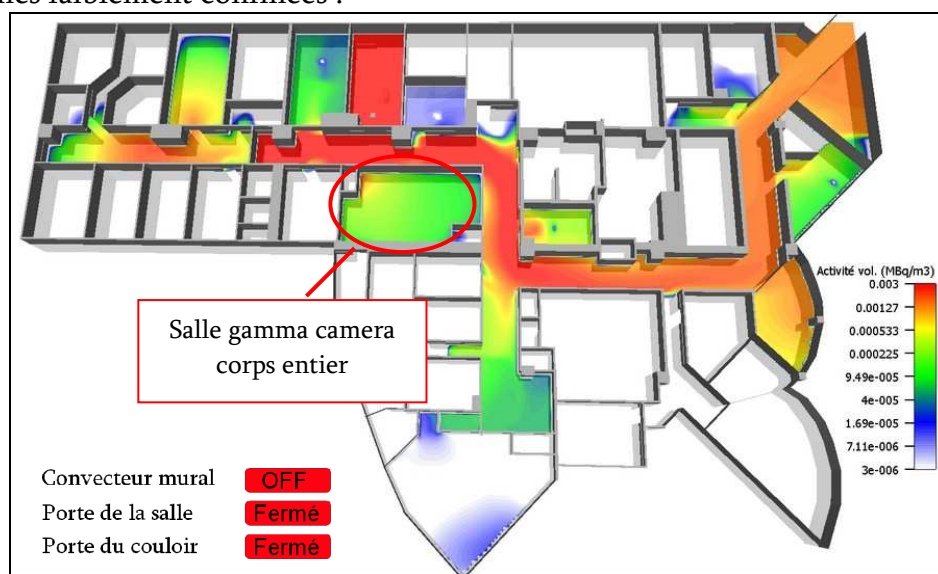 faiblement confinées :
Salle gamma camera
corps entier
Activité vol. (MBq/m3)
0.003
0.00127
0.000533
0.000225
9.49e-005
4e-005
1.69e-005
7.11e-006
3e-006
Convecteur mural OFF
Porte de la salle Fermé
Porte du couloir Fermé